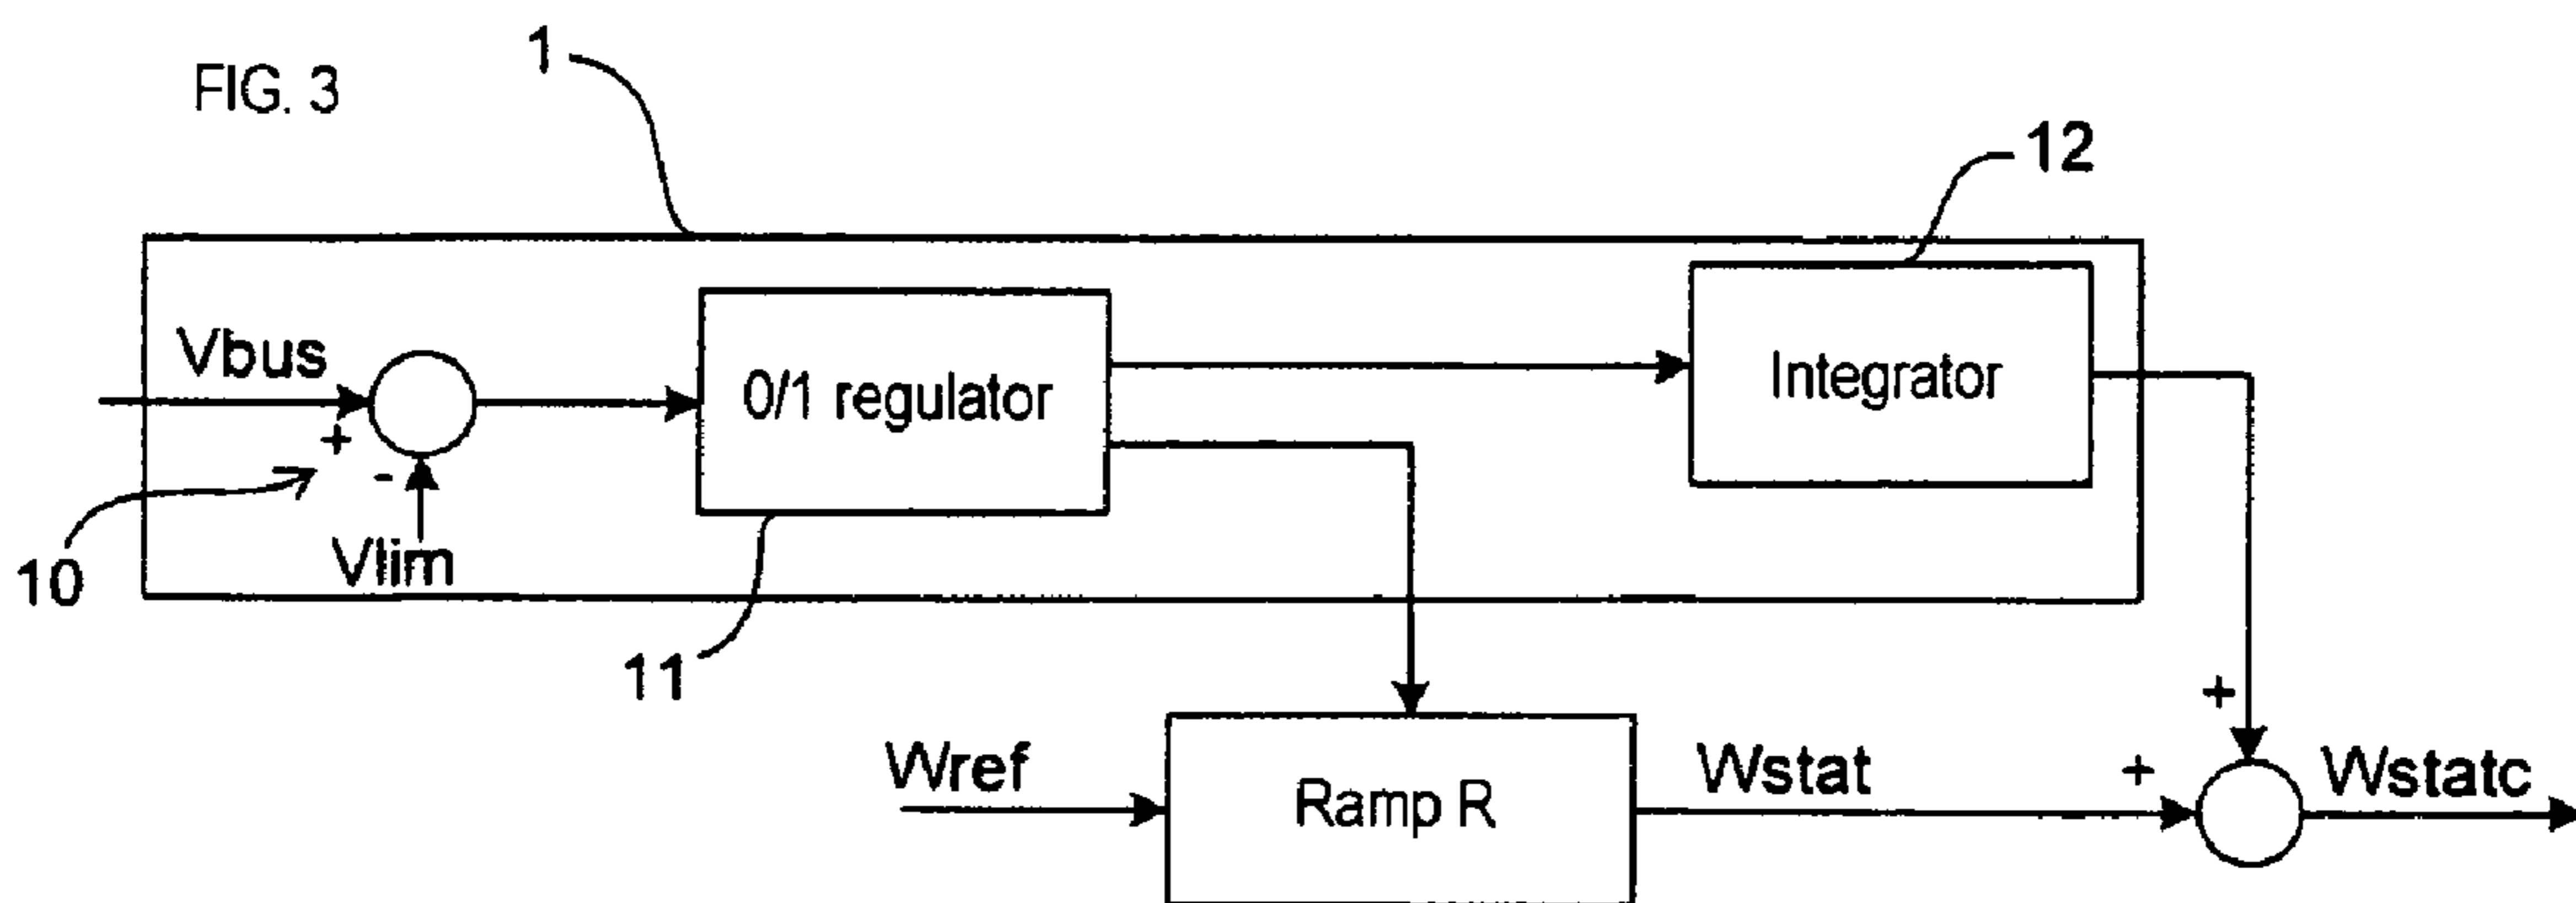 FIG. 3
1
12
Vbus
0/1 regulator
Integrator
+
-
Vlim
10
11
+
Wref
Ramp R
Wstat
+
Wstatc